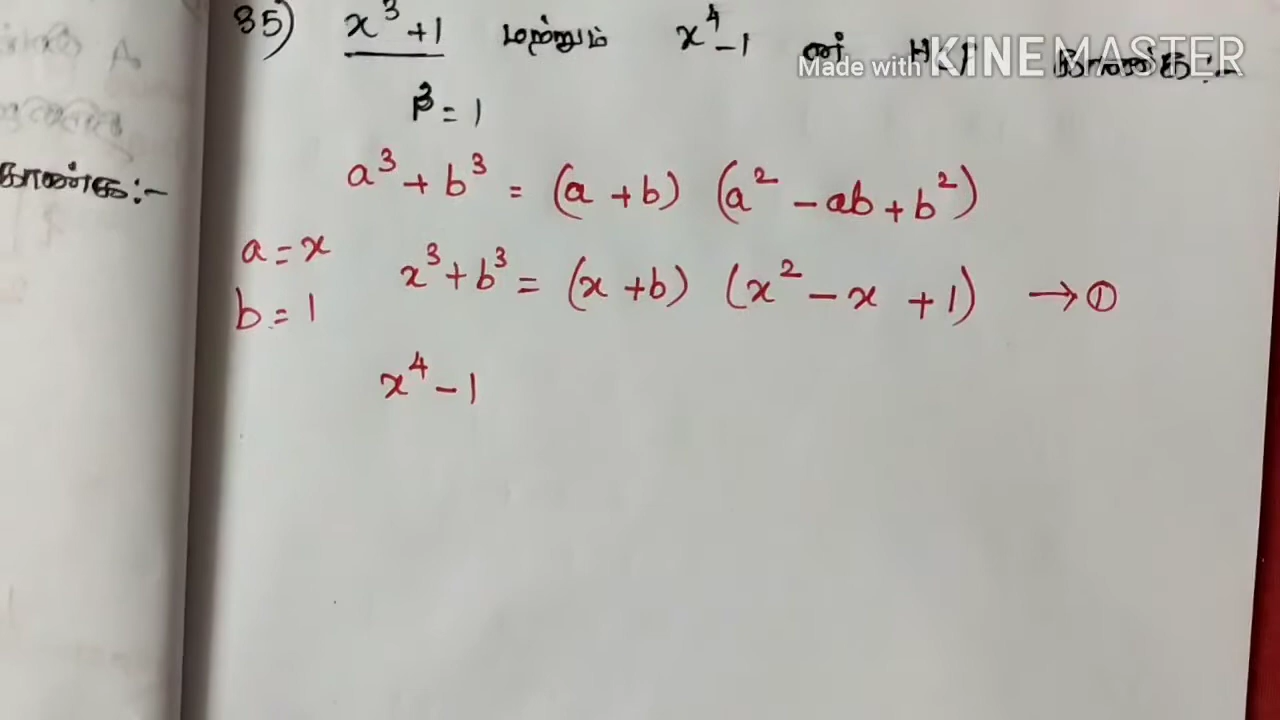 35) x³ + 1 மற்றும் x⁴ - 1 ன் காண்க:-
Made with KINEMASTER
1³ = 1
காண்க:-
a³ + b³ = (a + b) (a² - ab + b²)
a = x
x³ + b³ = (x + b) (x² - x + 1) → ①
b = 1
x⁴ - 1